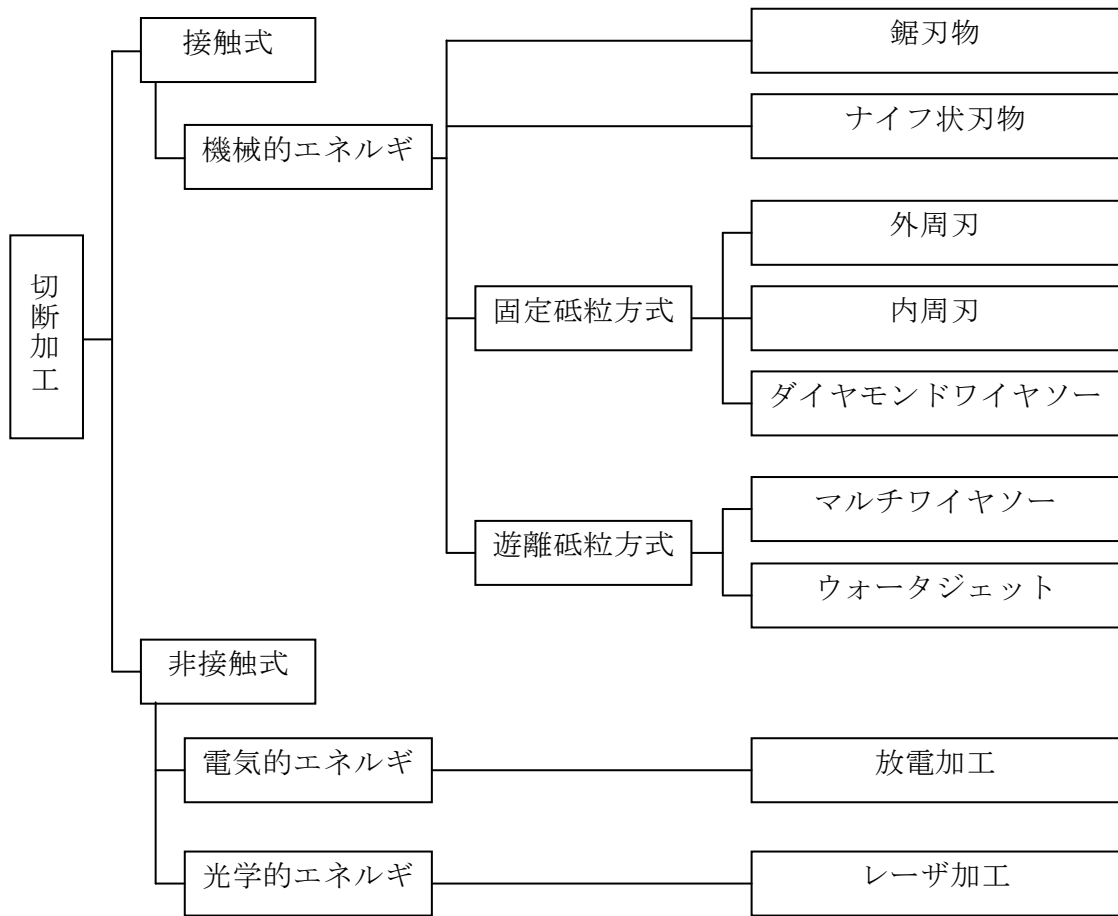 接触式
鋸刃物
ナイフ状刃物
機械的エネルギ
外周刃
切断加工
固定砥粒方式
内周刃
ダイヤモンドワイヤソー
マルチワイヤソー
遊離砥粒方式
ウォータジェット
非接触式
電気的エネルギ
放電加工
光学的エネルギ
レーザ加工